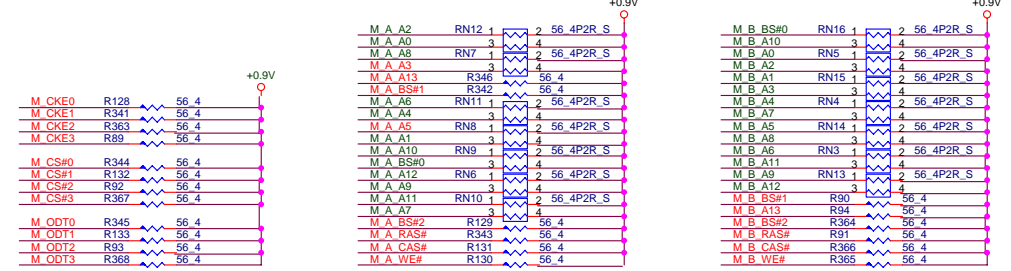 +0.9V
M_CKE0 R128 56_4
M_CKE1 R341 56_4
M_CKE2 R363 56_4
M_CKE3 R89 56_4
M_CS#0 R344 56_4
M_CS#1 R132 56_4
M_CS#2 R92 56_4
M_CS#3 R367 56_4
M_ODT0 R345 56_4
M_ODT1 R133 56_4
M_ODT2 R93 56_4
M_ODT3 R368 56_4
+0.9V
M_A_A2 RN12 1 2 56_4P2R_S
M_A_A0 3 4
M_A_A8 RN7 1 2 56_4P2R_S
M_A_A3 3 4
M_A_A13 R346 56_4
M_A_BS#1 R342 56_4
M_A_A6 RN11 1 2 56_4P2R_S
M_A_A4 3 4
M_A_A5 RN8 1 2 56_4P2R_S
M_A_A1 3 4
M_A_A10 RN9 1 2 56_4P2R_S
M_A_BS#0 3 4
M_A_A12 RN6 1 2 56_4P2R_S
M_A_A9 3 4
M_A_A11 RN10 1 2 56_4P2R_S
M_A_A7 3 4
M_A_BS#2 R129 56_4
M_A_RAS# R343 56_4
M_A_CAS# R131 56_4
M_A_WE# R130 56_4
+0.9V
M_B_BS#0 RN16 1 2 56_4P2R_S
M_B_A10 3 4
M_B_A0 RN5 1 2 56_4P2R_S
M_B_A2 3 4
M_B_A1 RN15 1 2 56_4P2R_S
M_B_A3 3 4
M_B_A4 RN4 1 2 56_4P2R_S
M_B_A7 3 4
M_B_A5 RN14 1 2 56_4P2R_S
M_B_A8 3 4
M_B_A6 RN3 1 2 56_4P2R_S
M_B_A11 3 4
M_B_A9 RN13 1 2 56_4P2R_S
M_B_A12 3 4
M_B_BS#1 R90 56_4
M_B_A13 R94 56_4
M_B_BS#2 R364 56_4
M_B_RAS# R91 56_4
M_B_CAS# R366 56_4
M_B_WE# R365 56_4